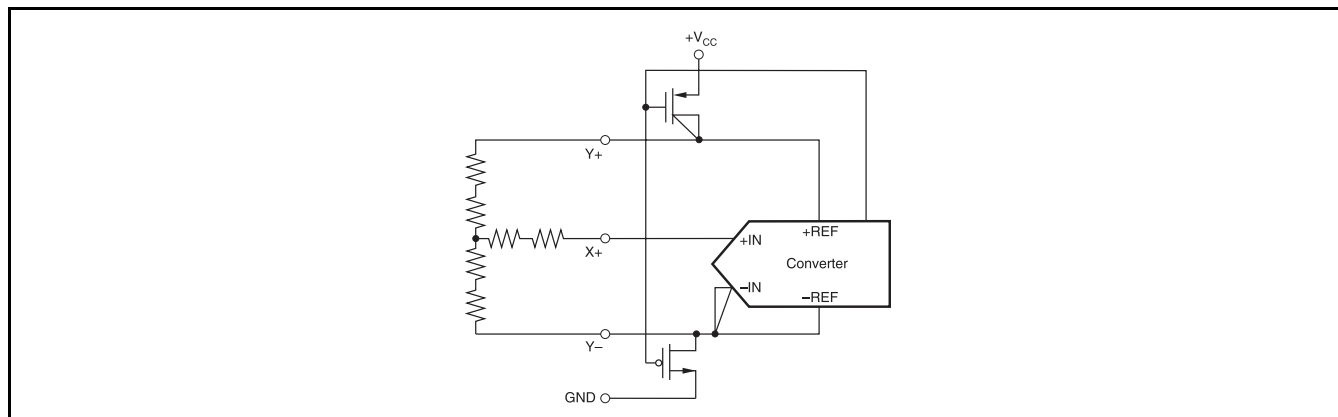 +VCC
Y+
X+
+IN
+REF
Converter
–IN
–REF
Y–
GND